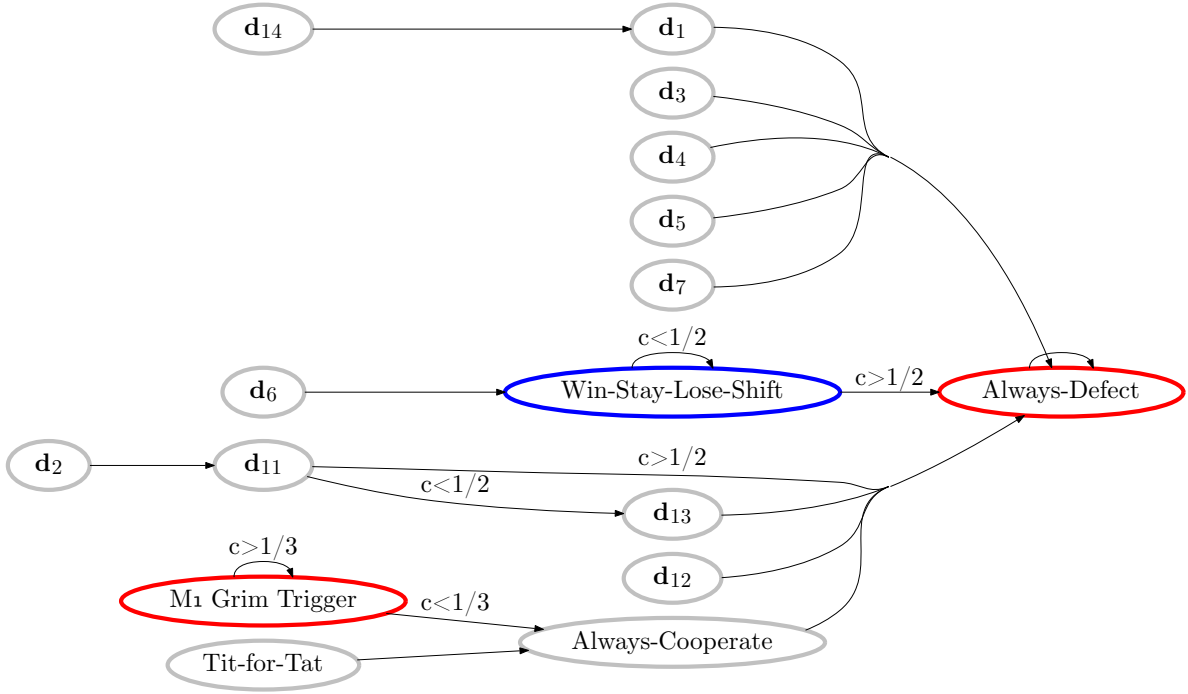 d14
d1
d3
d4
d5
d7
c<1/2
d6
Win-Stay-Lose-Shift
c>1/2
Always-Defect
d2
d11
c>1/2
c<1/2
d13
c>1/3
d12
M1 Grim Trigger
c<1/3
Always-Cooperate
Tit-for-Tat